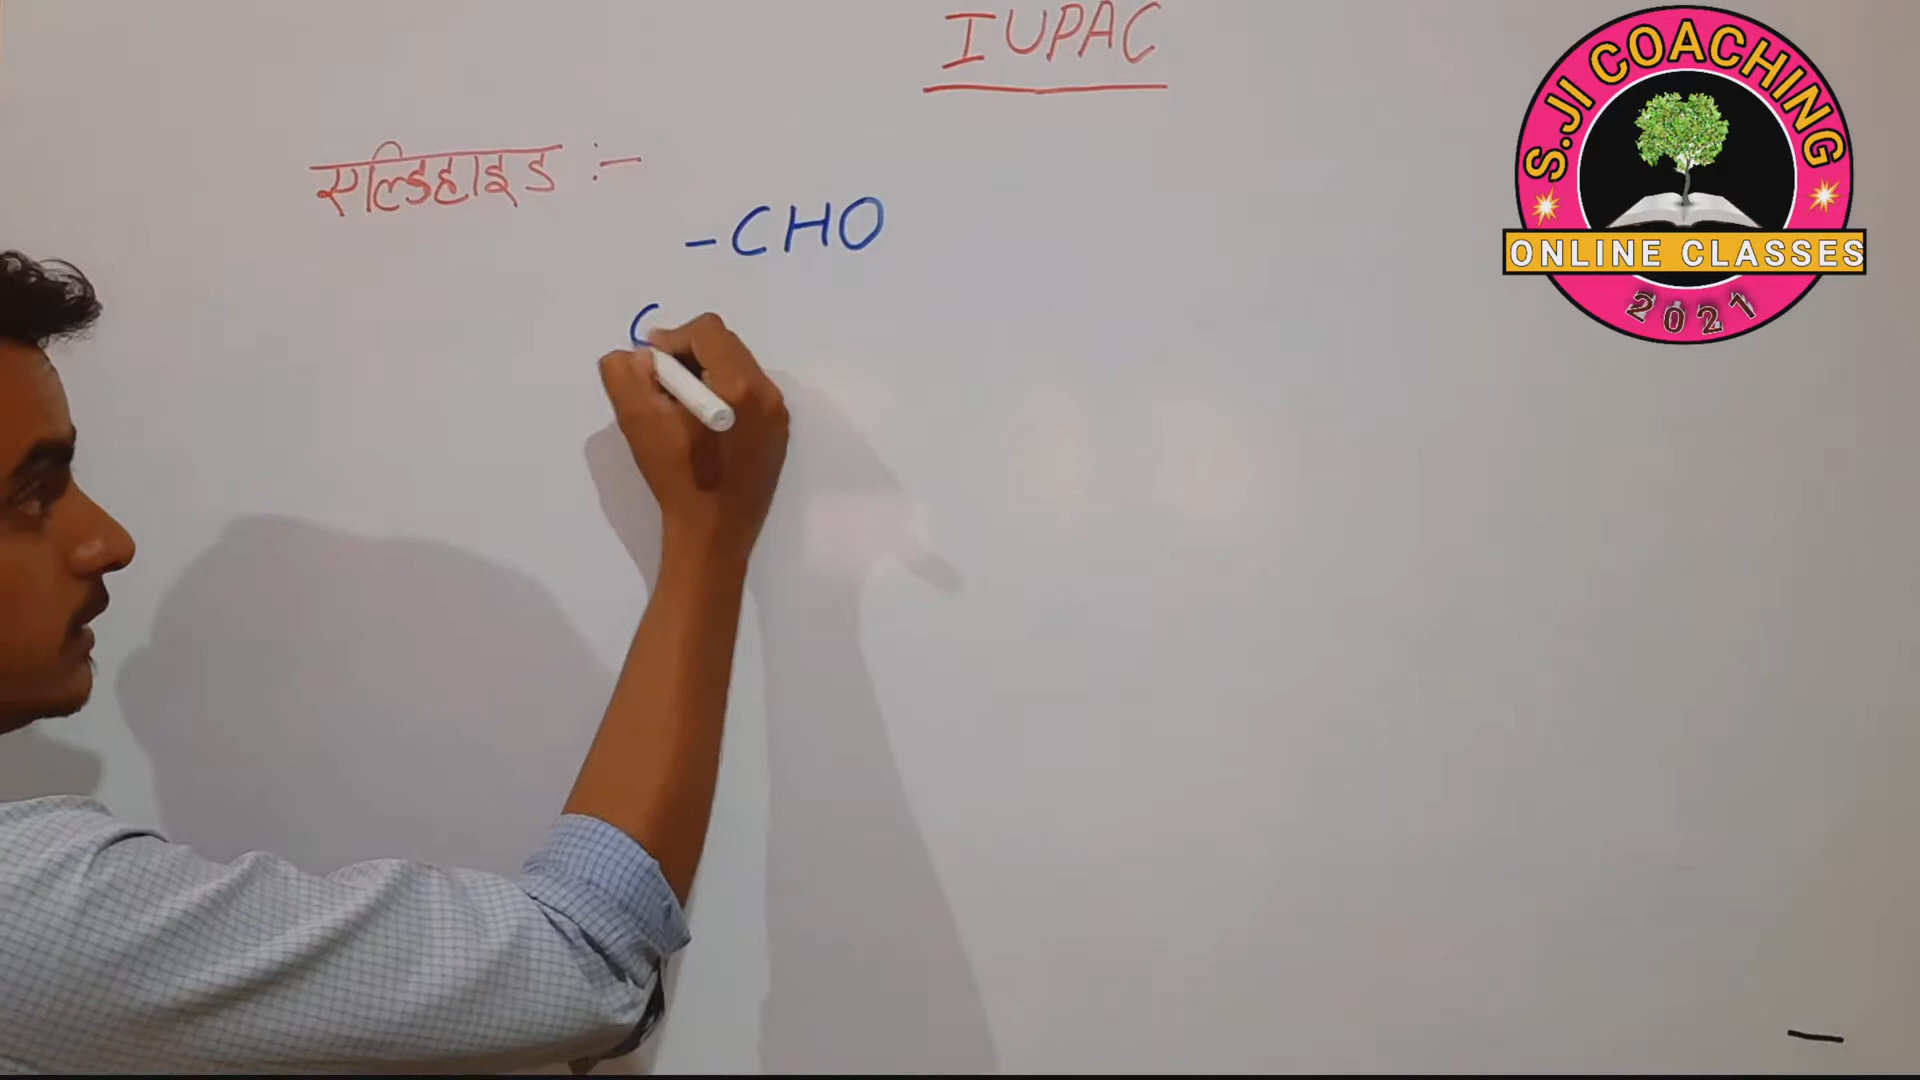 IUPAC
एल्डिहाइड :-
-CHO
C
S.JI COACHING
ONLINE CLASSES
2021